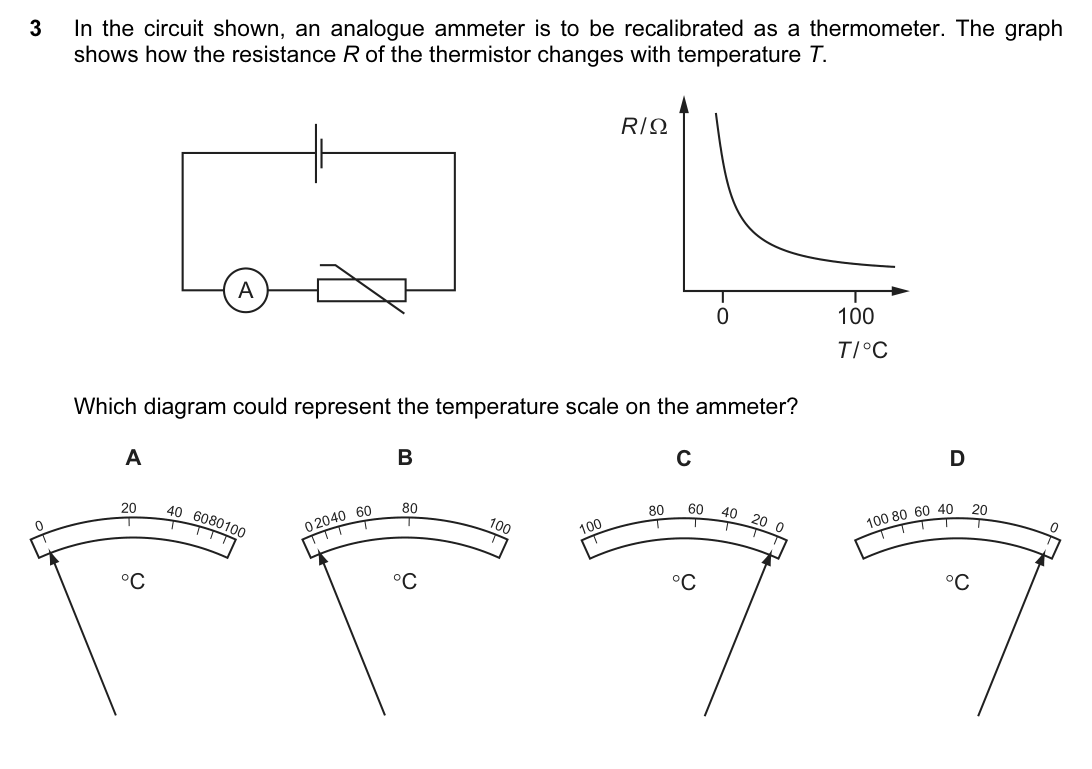 3 In the circuit shown, an analogue ammeter is to be recalibrated as a thermometer. The graph
shows how the resistance R of the thermistor changes with temperature T.
R/Ω
A
0
100
T/°C
Which diagram could represent the temperature scale on the ammeter?
A B C D
0 20 40 60 80 100
°C
0 20 40 60 80 100
°C
100 80 60 40 20 0
°C
100 80 60 40 20 0
°C